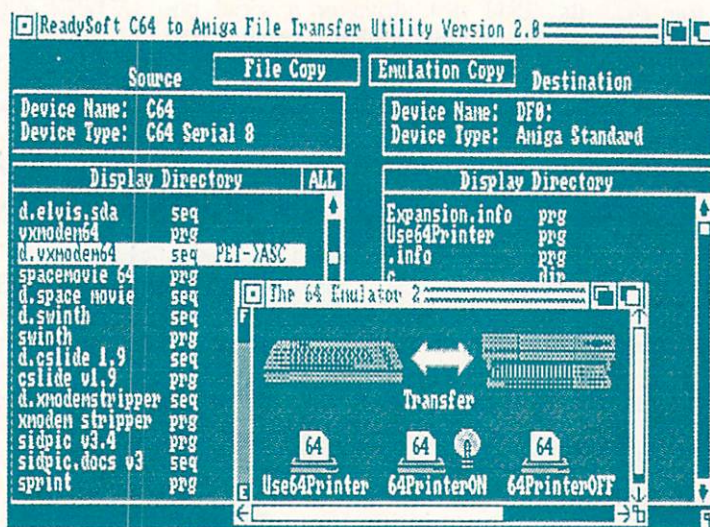 ReadySoft C64 to Amiga File Transfer Utility Version 2.0
Source
File Copy
Emulation Copy
Destination
Device Name: C64
Device Type: C64 Serial 8
Device Name: DF0:
Device Type: Amiga Standard
Display Directory
ALL
d.elvis.sda seq
vxmodem64 prg
d.vxmodem64 seq PET->ASC
spacemovie 64 prg
d.space movie seq
d.swinth seq
swinth prg
d.cslide 1.9 seq
cslide v1.9 prg
d.xmodemstripper seq
xmodem stripper prg
sidpic v3.4 prg
sidpic.docs v3 seq
sprint prg
Display Directory
Expansion.info prg
Use64Printer prg
.info prg
c dir
The 64 Emulator 2
F
E
Transfer
64
64
64
Use64Printer
64PrinterON
64PrinterOFF